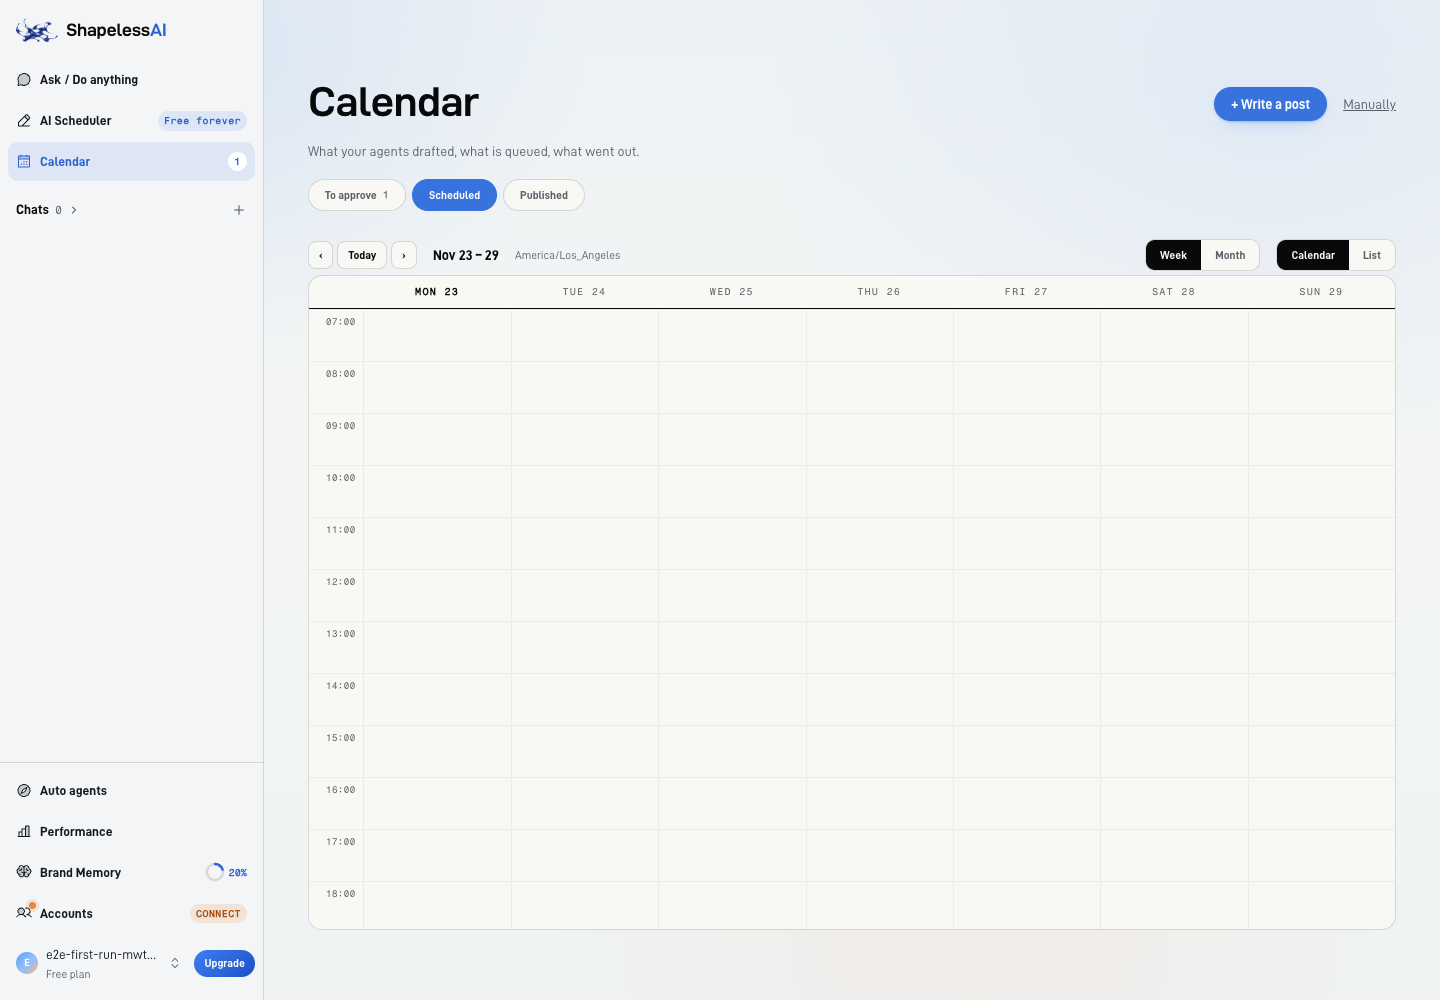 ShapelessAI
Ask / Do anything
AI Scheduler Free forever
Calendar 1
Chats 0
Auto agents
Performance
Brand Memory 20%
Accounts CONNECT
E e2e-first-run-mwt...
Free plan
Upgrade
Calendar
+ Write a post Manually
What your agents drafted, what is queued, what went out.
To approve 1 Scheduled Published
‹ Today › Nov 23 – 29 America/Los_Angeles Week Month Calendar List
MON 23 TUE 24 WED 25 THU 26 FRI 27 SAT 28 SUN 29
07:00
08:00
09:00
10:00
11:00
12:00
13:00
14:00
15:00
16:00
17:00
18:00